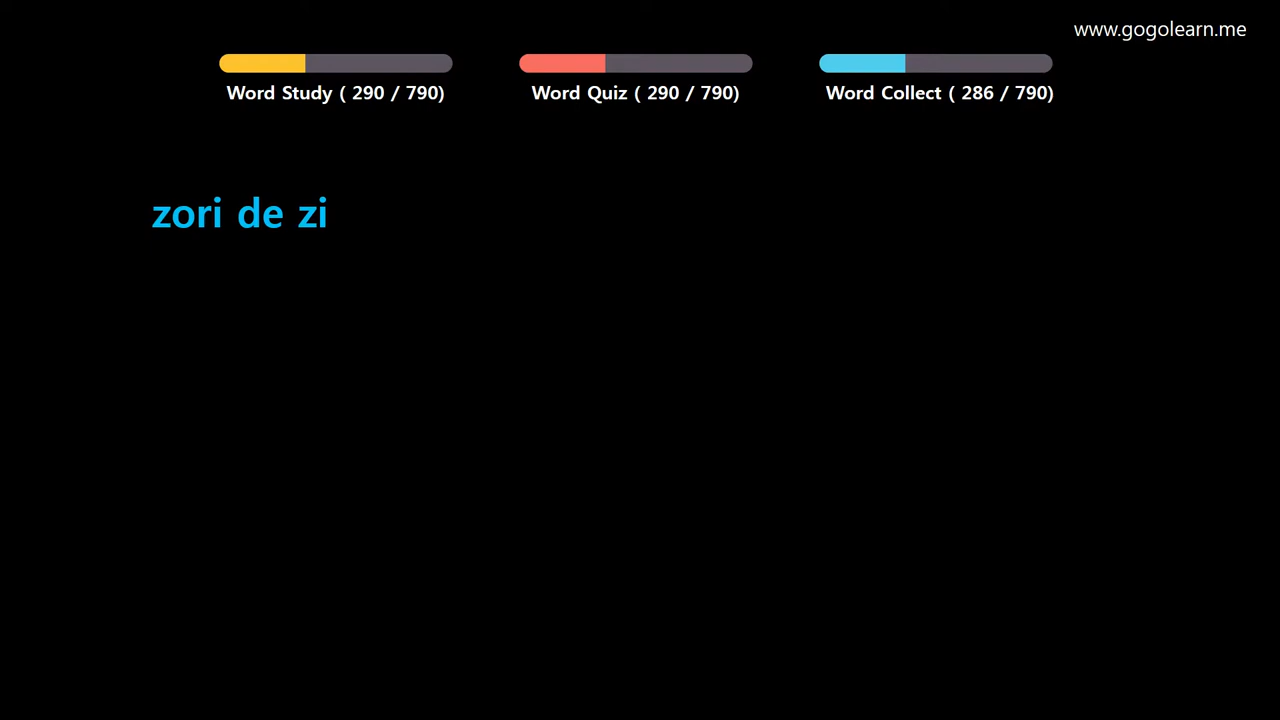 www.gogolearn.me
Word Study ( 290 / 790)
Word Quiz ( 290 / 790)
Word Collect ( 286 / 790)
zori de zi